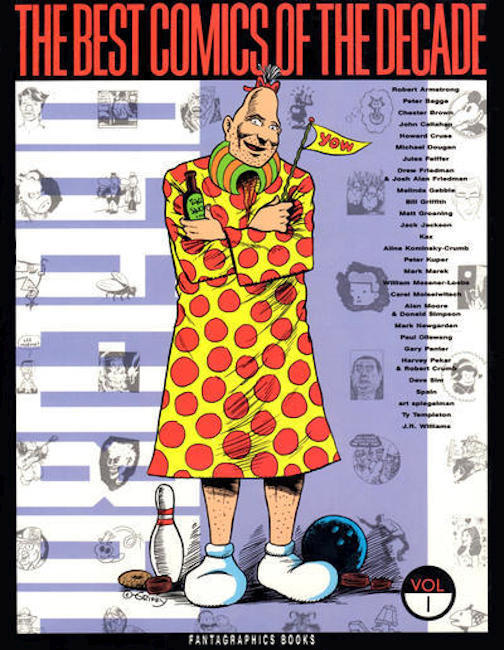 THE BEST COMICS OF THE DECADE
YOW
Robert Armstrong
Peter Bagge
Chester Brown
John Callahan
Howard Cruse
Michael Dougan
Jules Feiffer
Drew Friedman
& Josh Alan Friedman
Melinda Gebbie
Bill Griffith
Matt Groening
Jack Jackson
Kaz
Aline Kominsky-Crumb
Peter Kuper
Mark Marek
William Messner-Loebs
Carel Moiseiwitsch
Alan Moore
& Donald Simpson
Mark Newgarden
Paul Ollswang
Gary Panter
Harvey Pekar
& Robert Crumb
Dave Sim
Spain
art spiegelman
Ty Templeton
J.R. Williams
©GRIFFY
VOL
1
FANTAGRAPHICS BOOKS